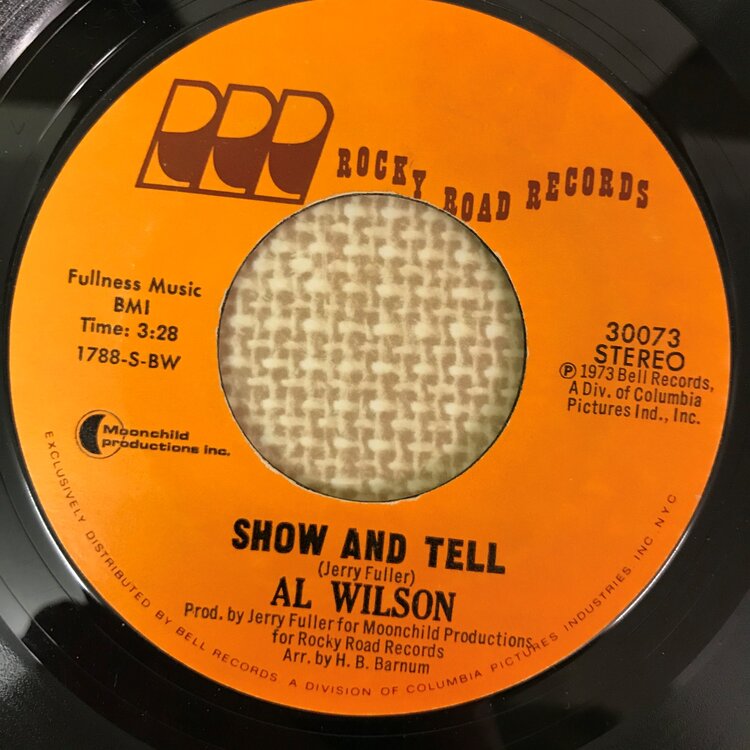 RRR
ROCKY ROAD RECORDS
Fullness Music
BMI
Time: 3:28
1788-S-BW
30073
STEREO
Ⓟ 1973 Bell Records,
A Div. of Columbia
Pictures Ind., Inc.
Moonchild
productions inc.
SHOW AND TELL
(Jerry Fuller)
AL WILSON
Prod. by Jerry Fuller for Moonchild Productions
for Rocky Road Records
Arr. by H. B. Barnum
EXCLUSIVELY DISTRIBUTED BY BELL RECORDS. A DIVISION OF COLUMBIA PICTURES INDUSTRIES INC. NYC